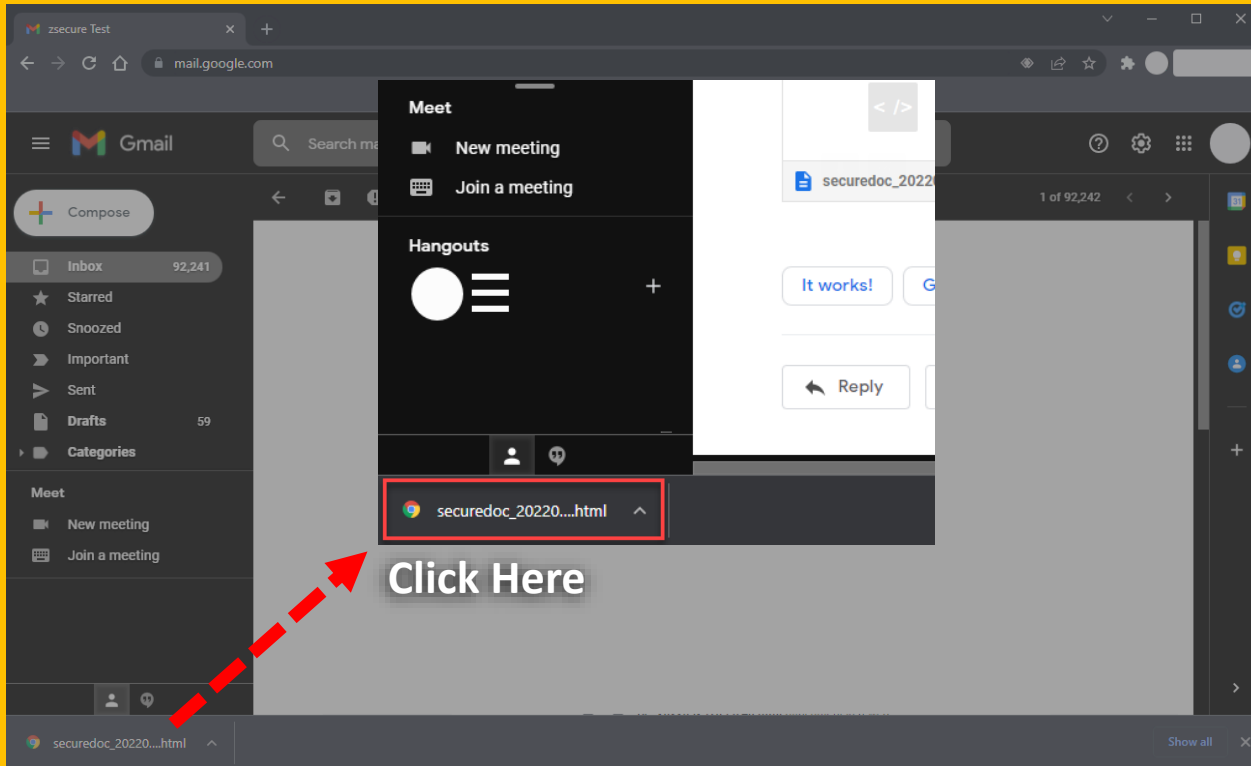 zsecure Test
mail.google.com
Gmail
Search ma
1 of 92,242
Compose
Inbox 92,241
Starred
Snoozed
Important
Sent
Drafts 59
Categories
Meet
New meeting
Join a meeting
securedoc_20220....html
Show all
Meet
New meeting
Join a meeting
Hangouts
</>
securedoc_20220
It works!
G
Reply
securedoc_20220....html
Click Here
31